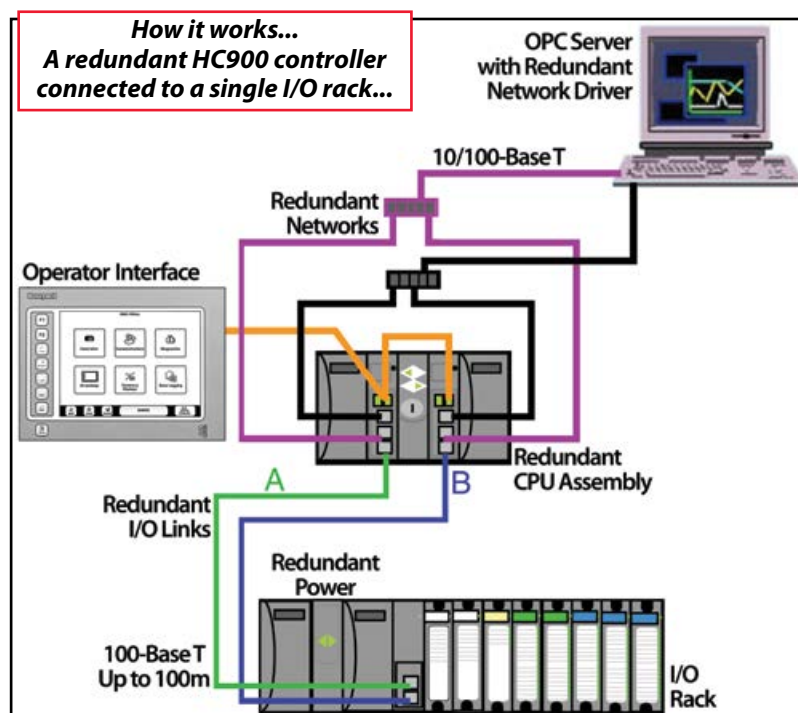 How it works...
A redundant HC900 controller
connected to a single I/O rack...
OPC Server
with Redundant
Network Driver
10/100-Base T
Redundant
Networks
Operator Interface
A
B
Redundant
CPU Assembly
Redundant
I/O Links
Redundant
Power
100-Base T
Up to 100m
I/O
Rack